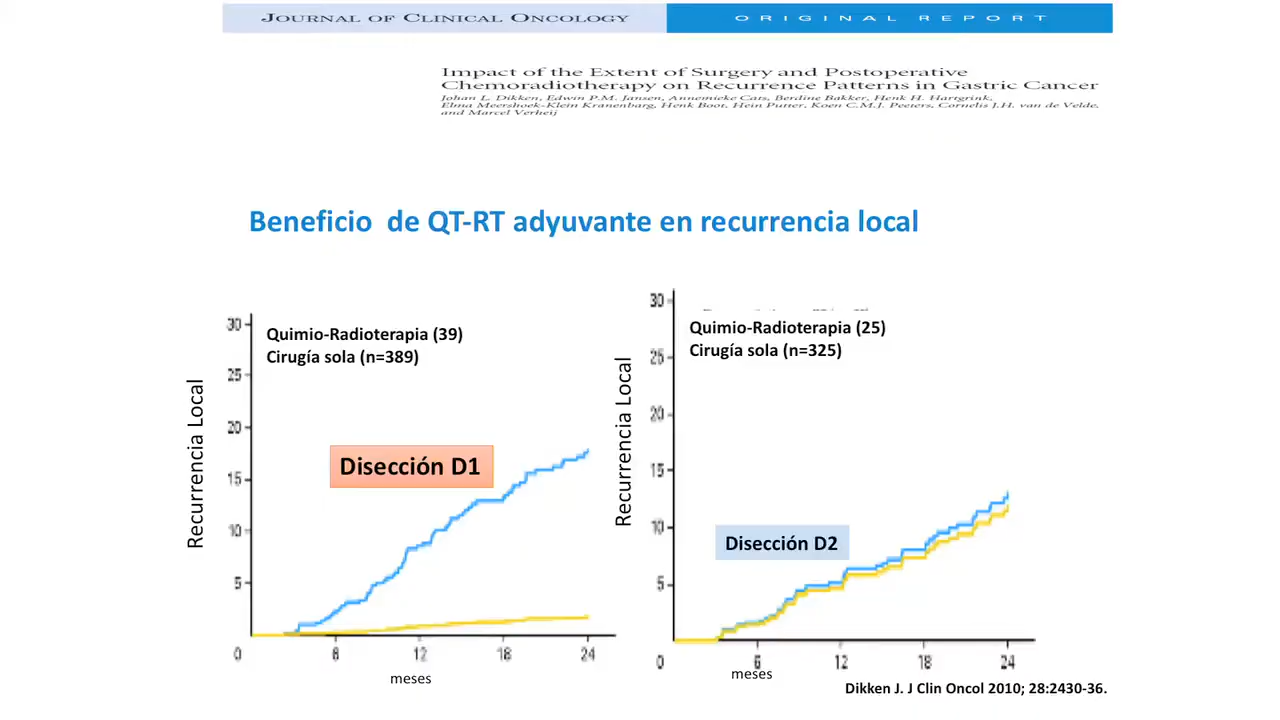 JOURNAL OF CLINICAL ONCOLOGY
ORIGINAL REPORT
Impact of the Extent of Surgery and Postoperative
Chemoradiotherapy on Recurrence Patterns in Gastric Cancer
Johan L. Dikken, Edwin P.M. Jansen, Annemieke Cats, Berdine Bakker, Henk H. Hartgrink,
Elma Meershoek-Klein Kranenbarg, Henk Boot, Hein Putter, Koen C.M.J. Peeters, Cornelis J.H. van de Velde,
and Marcel Verheij
Beneficio de QT-RT adyuvante en recurrencia local
Quimio-Radioterapia (39)
Cirugía sola (n=389)
Disección D1
Recurrencia Local
30
25
20
15
10
5
0
6
12
18
24
meses
Quimio-Radioterapia (25)
Cirugía sola (n=325)
Disección D2
Recurrencia Local
30
25
20
15
10
5
0
6
12
18
24
meses
Dikken J. J Clin Oncol 2010; 28:2430-36.